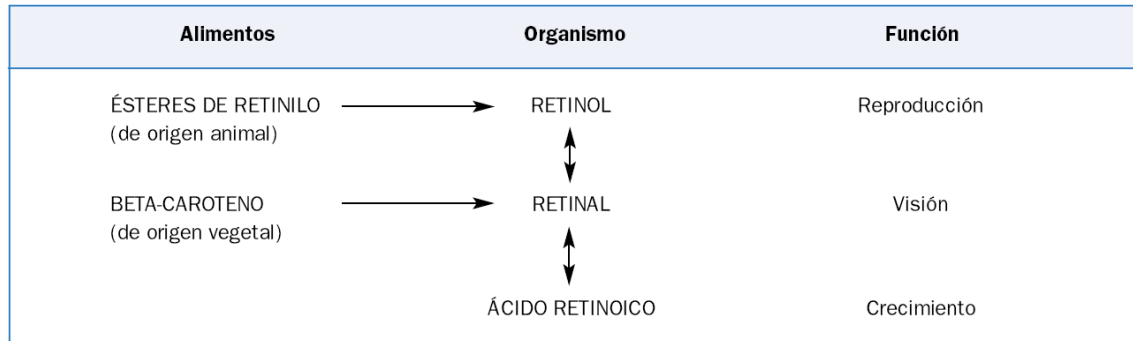 Alimentos Organismo Función
ÉSTERES DE RETINILO RETINOL Reproducción
(de origen animal)
BETA-CAROTENO RETINAL Visión
(de origen vegetal)
ÁCIDO RETINOICO Crecimiento